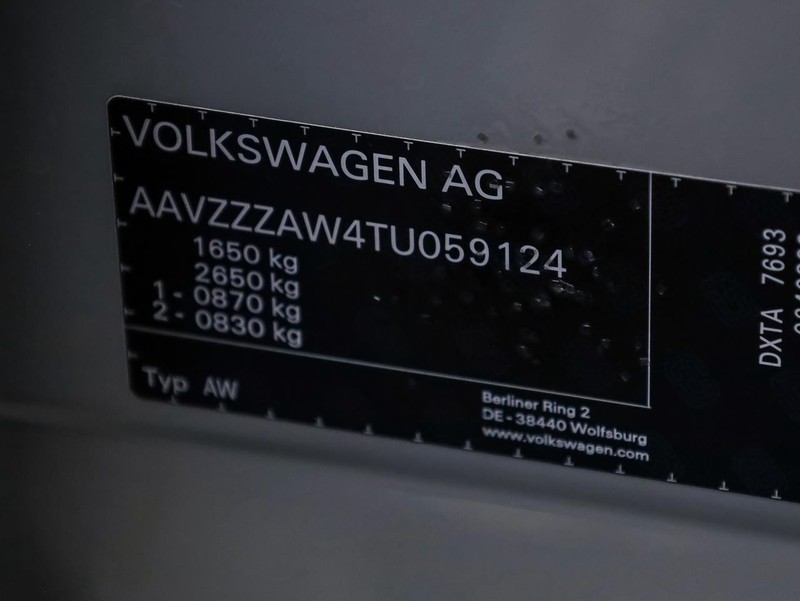 VOLKSWAGEN AG
AAVZZZAW4TU059124
1650 kg
2650 kg
1 - 0870 kg
2 - 0830 kg
Typ AW
Berliner Ring 2
DE - 38440 Wolfsburg
www.volkswagen.com
DXTA 7693